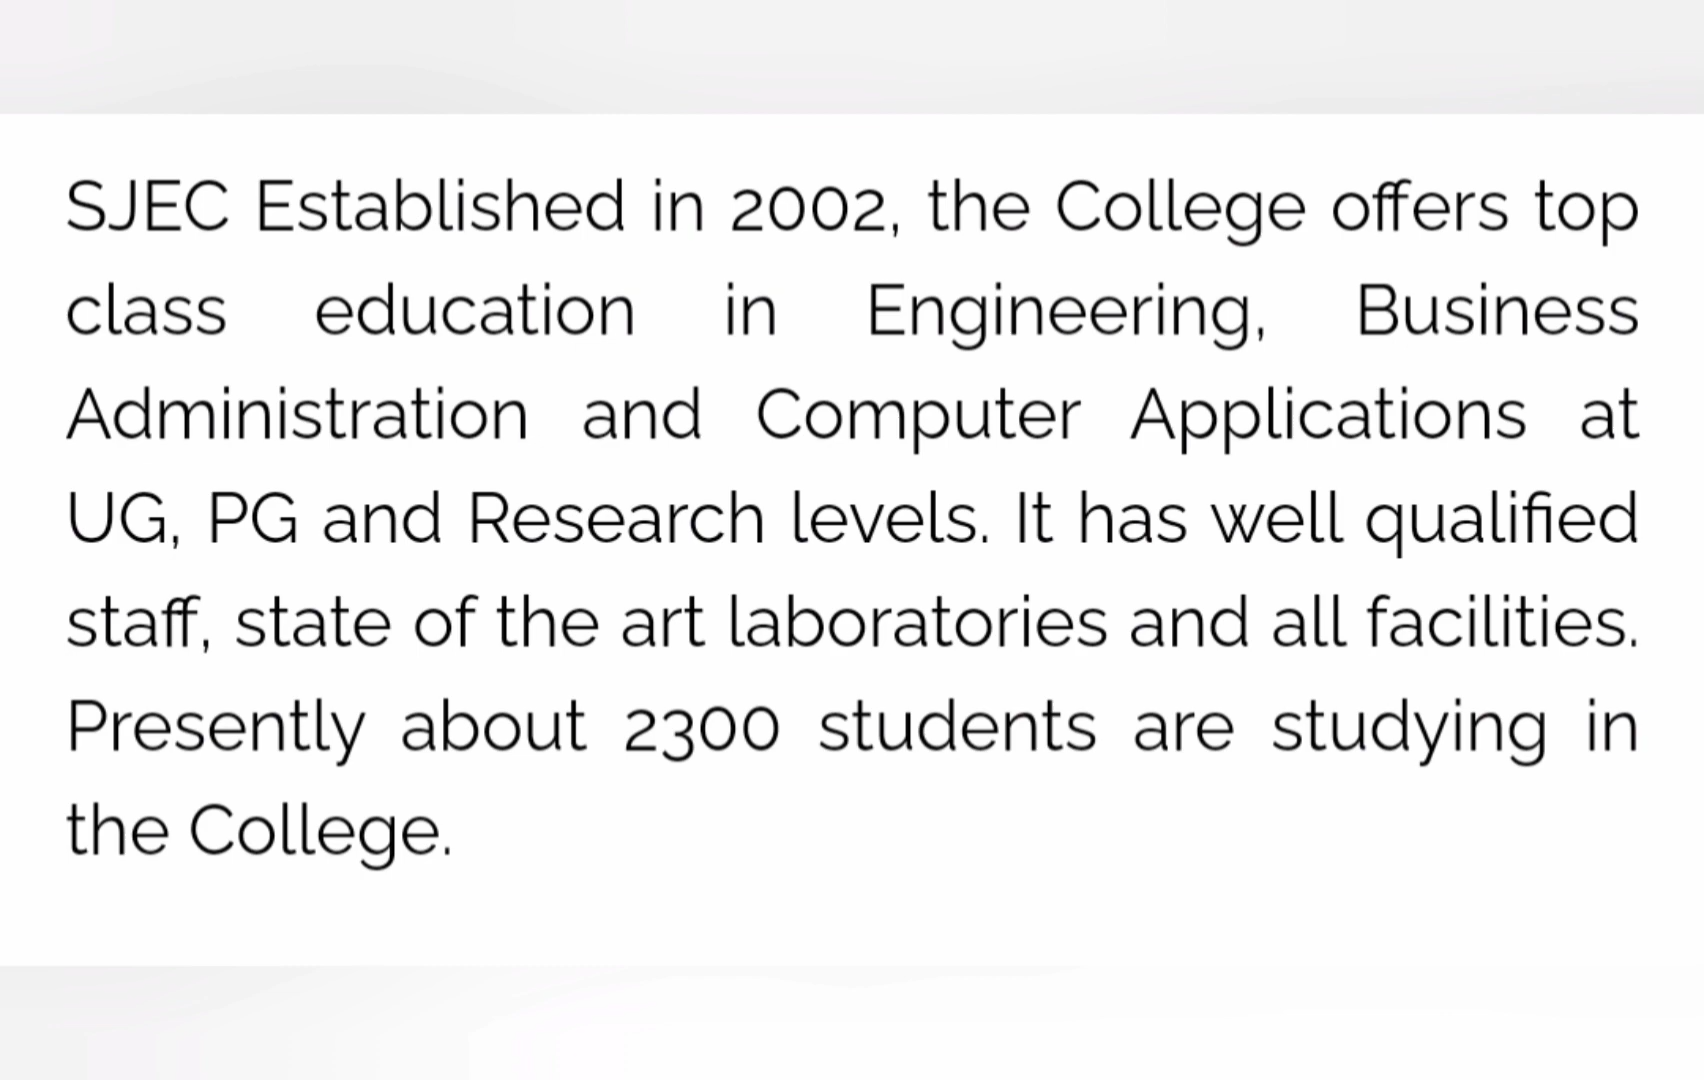 SJEC Established in 2002, the College offers top
class education in Engineering, Business
Administration and Computer Applications at
UG, PG and Research levels. It has well qualified
staff, state of the art laboratories and all facilities.
Presently about 2300 students are studying in
the College.